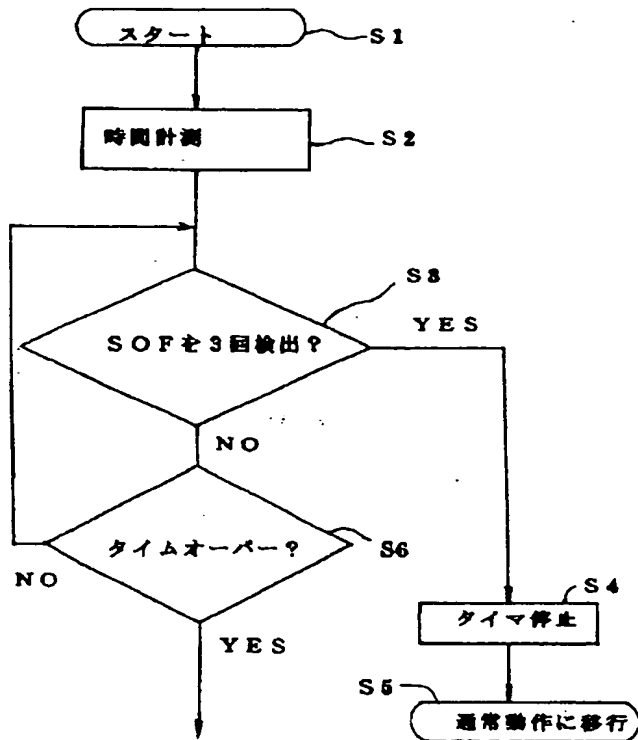 スタート
S1
時間計測
S2
S3
SOFを3回検出?
YES
NO
タイムオーバー?
S6
NO
YES
S4
タイマ停止
S5
通常動作に移行